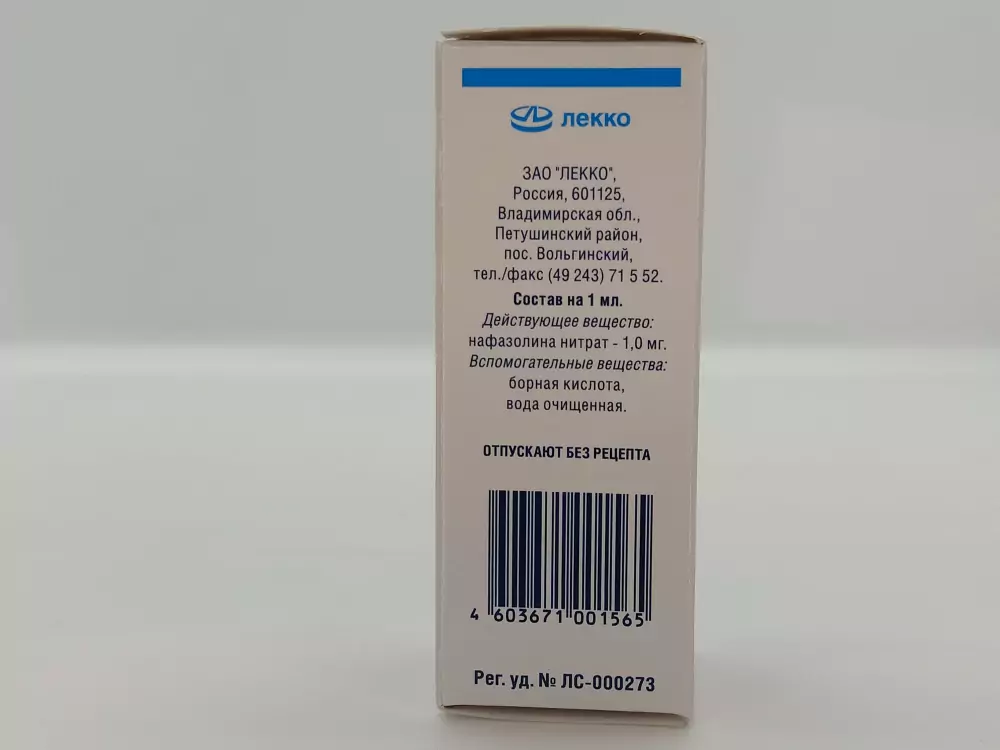 лекко
ЗАО "ЛЕККО",
Россия, 601125,
Владимирская обл.,
Петушинский район,
пос. Вольгинский,
тел./факс (49 243) 71 5 52.
Состав на 1 мл.
Действующее вещество:
нафазолина нитрат - 1,0 мг.
Вспомогательные вещества:
борная кислота,
вода очищенная.
ОТПУСКАЮТ БЕЗ РЕЦЕПТА
4 603671 001565
Рег. уд. № ЛС-000273